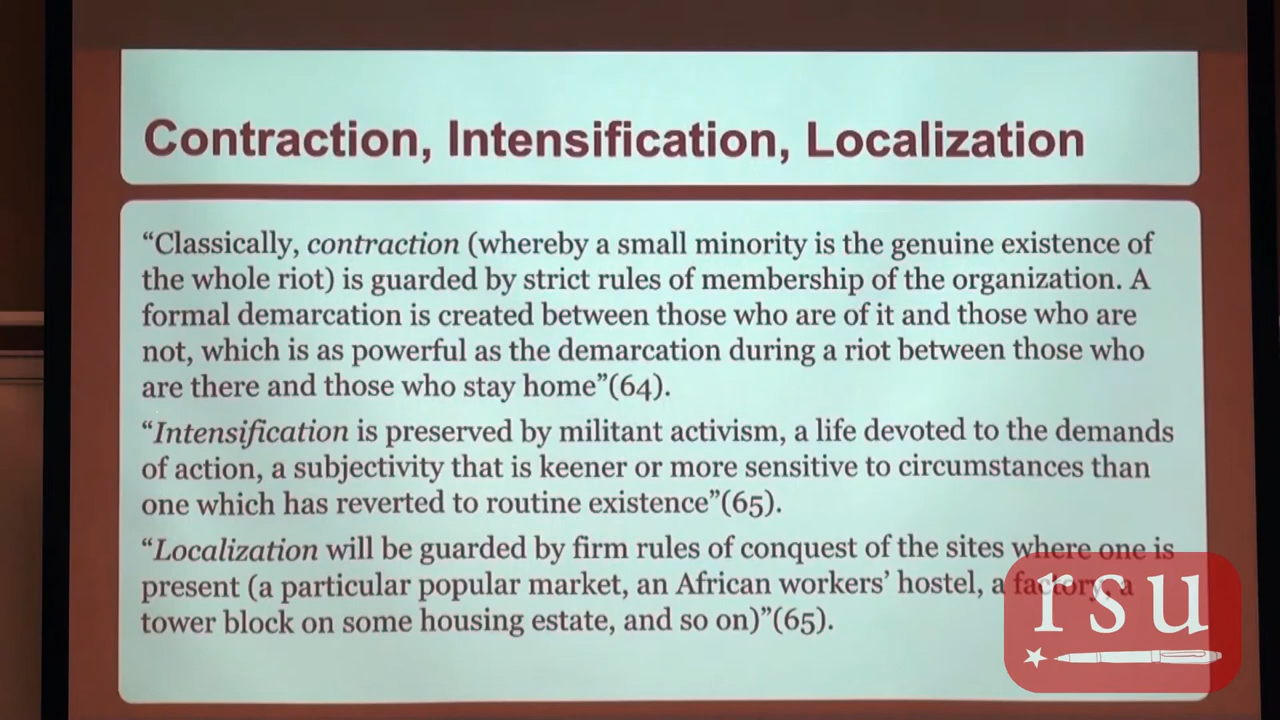 Contraction, Intensification, Localization
“Classically, contraction (whereby a small minority is the genuine existence of
the whole riot) is guarded by strict rules of membership of the organization. A
formal demarcation is created between those who are of it and those who are
not, which is as powerful as the demarcation during a riot between those who
are there and those who stay home”(64).
“Intensification is preserved by militant activism, a life devoted to the demands
of action, a subjectivity that is keener or more sensitive to circumstances than
one which has reverted to routine existence”(65).
“Localization will be guarded by firm rules of conquest of the sites where one is
present (a particular popular market, an African workers’ hostel, a factory, a
tower block on some housing estate, and so on)”(65).
rsu